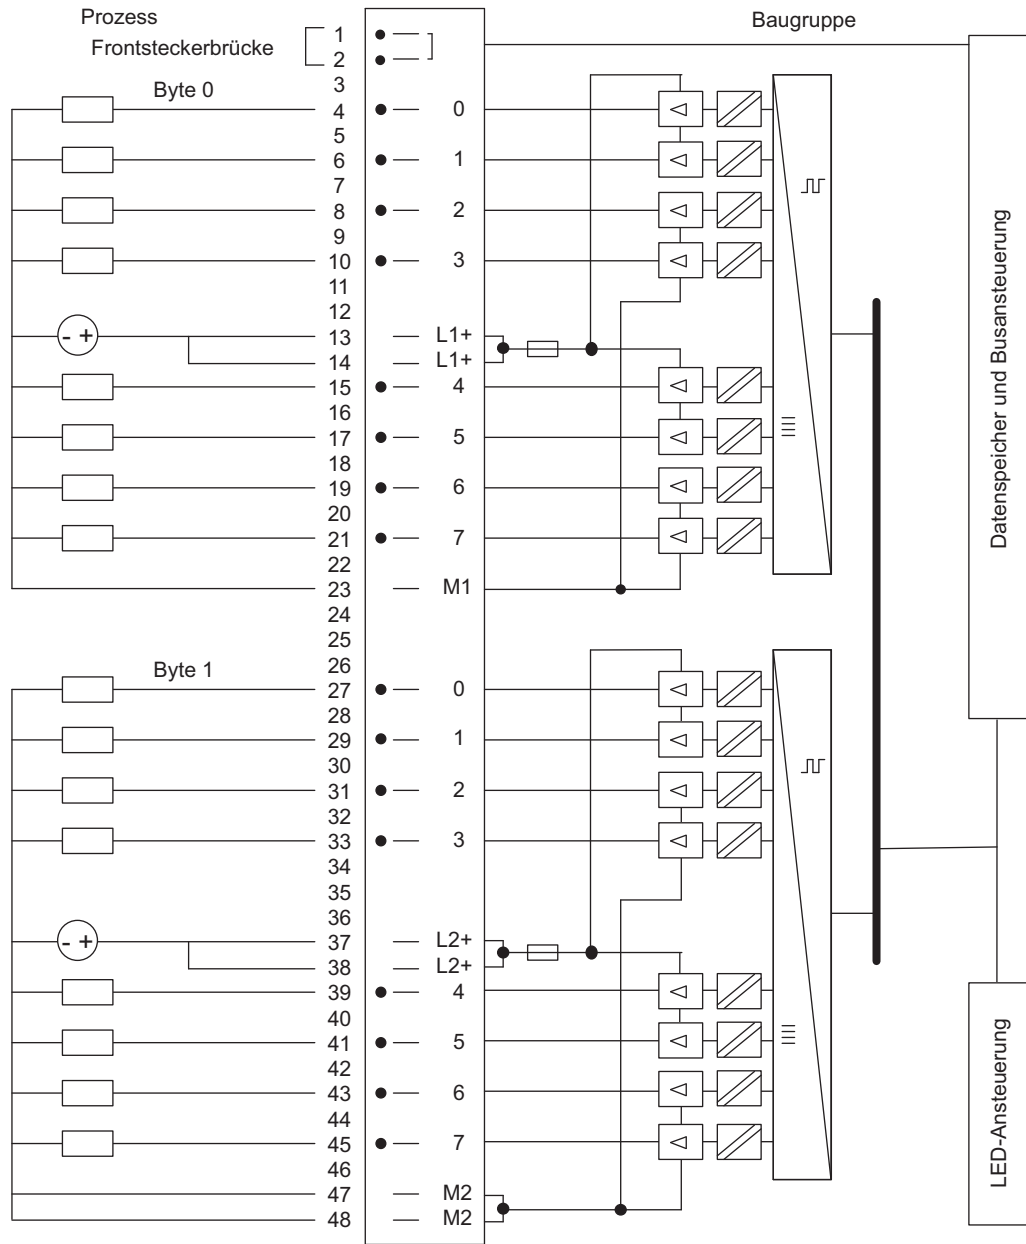 Prozess
Baugruppe
Frontsteckerbrücke
1
2
3
Byte 0
4 0
5
6 1
7
8 2
9
10 3
11
12
- + 13 L1+
14 L1+
15 4
16
17 5
18
19 6
20
21 7
22
23 M1
24
25
26
Byte 1
27 0
28
29 1
30
31 2
32
33 3
34
35
36
- + 37 L2+
38 L2+
39 4
40
41 5
42
43 6
44
45 7
46
47 M2
48 M2
Datenspeicher und Busansteuerung
LED-Ansteuerung